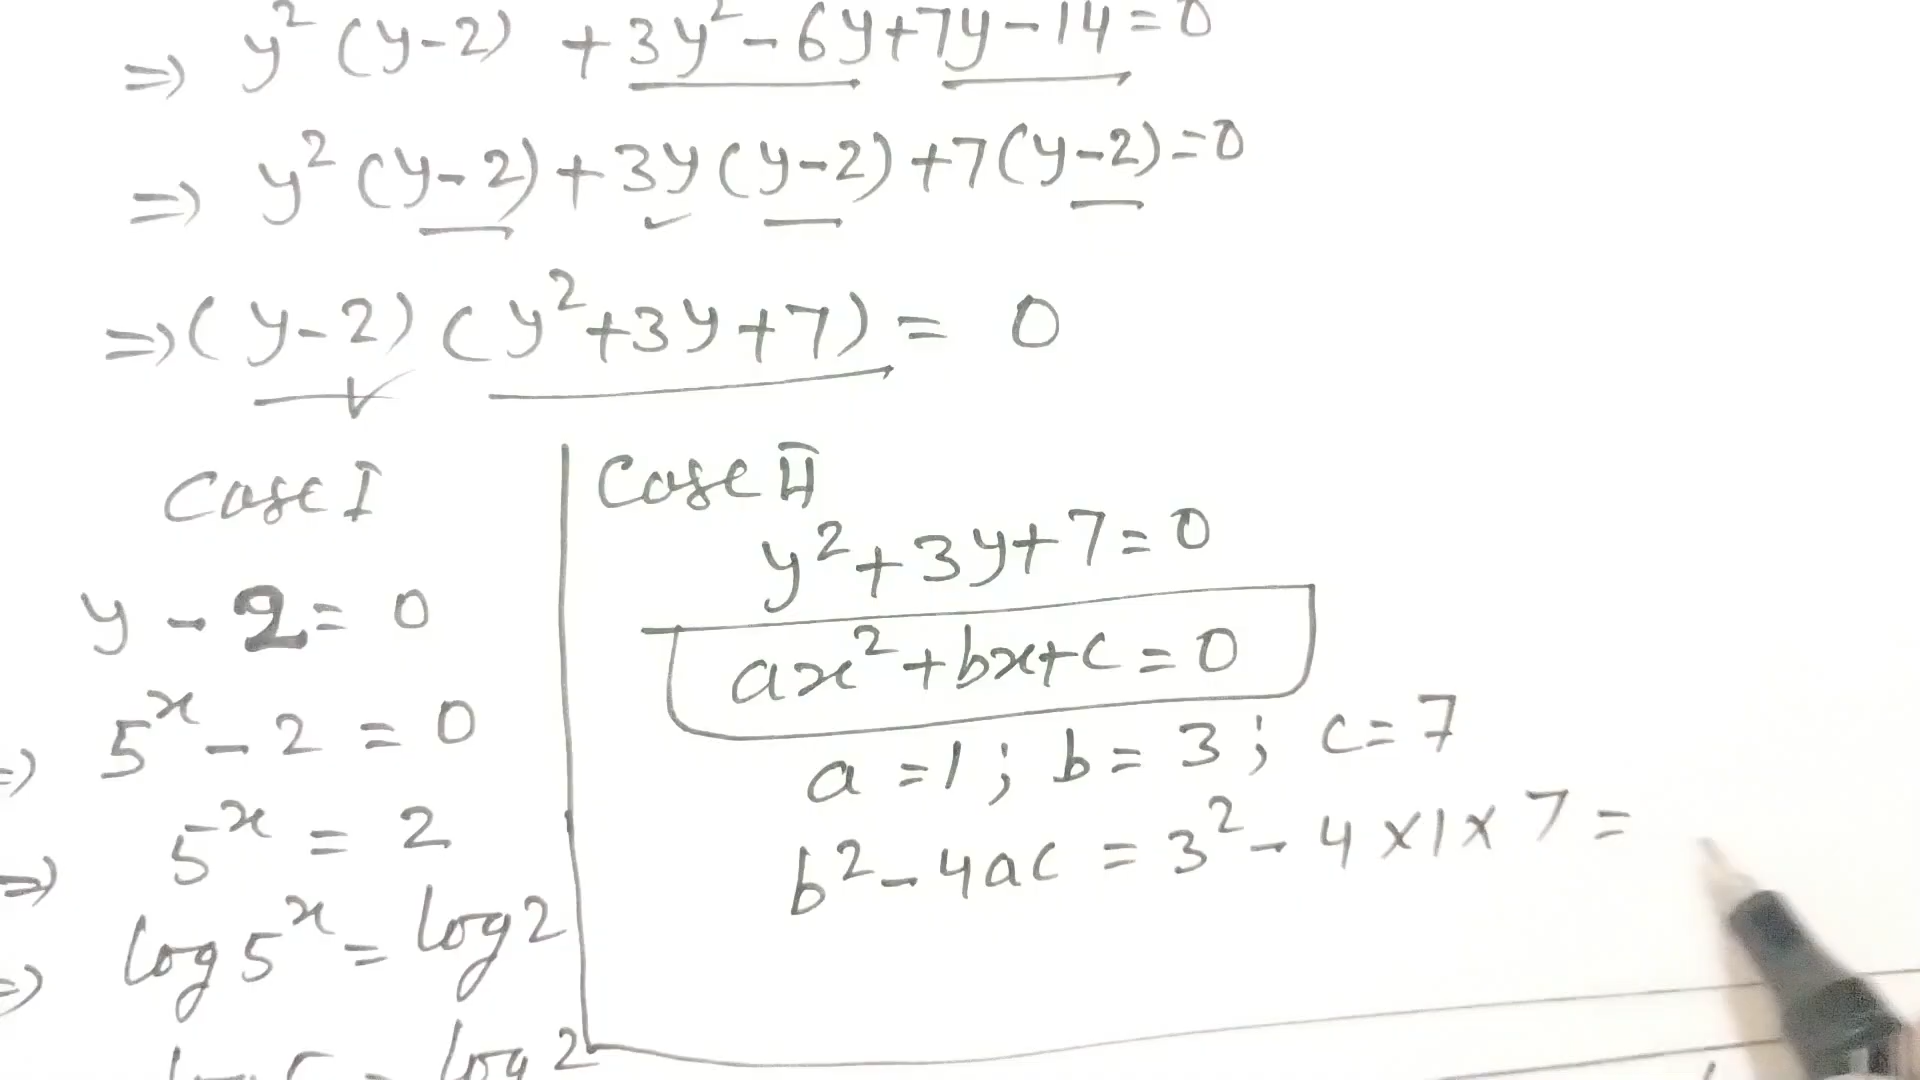 ⇒ y² (y-2) +3y²-6y+7y-14=0
⇒ y² (y-2)+3y(y-2)+7(y-2)=0
⇒(y-2) (y²+3y+7) = 0
Case I
y - 2 = 0
⇒ 5ˣ - 2 = 0
⇒ 5ˣ = 2
⇒ log 5ˣ = log 2
log 2
Case II
y²+3y+7=0
ax²+bx+c=0
a=1; b=3; c=7
b²-4ac = 3²-4×1×7=